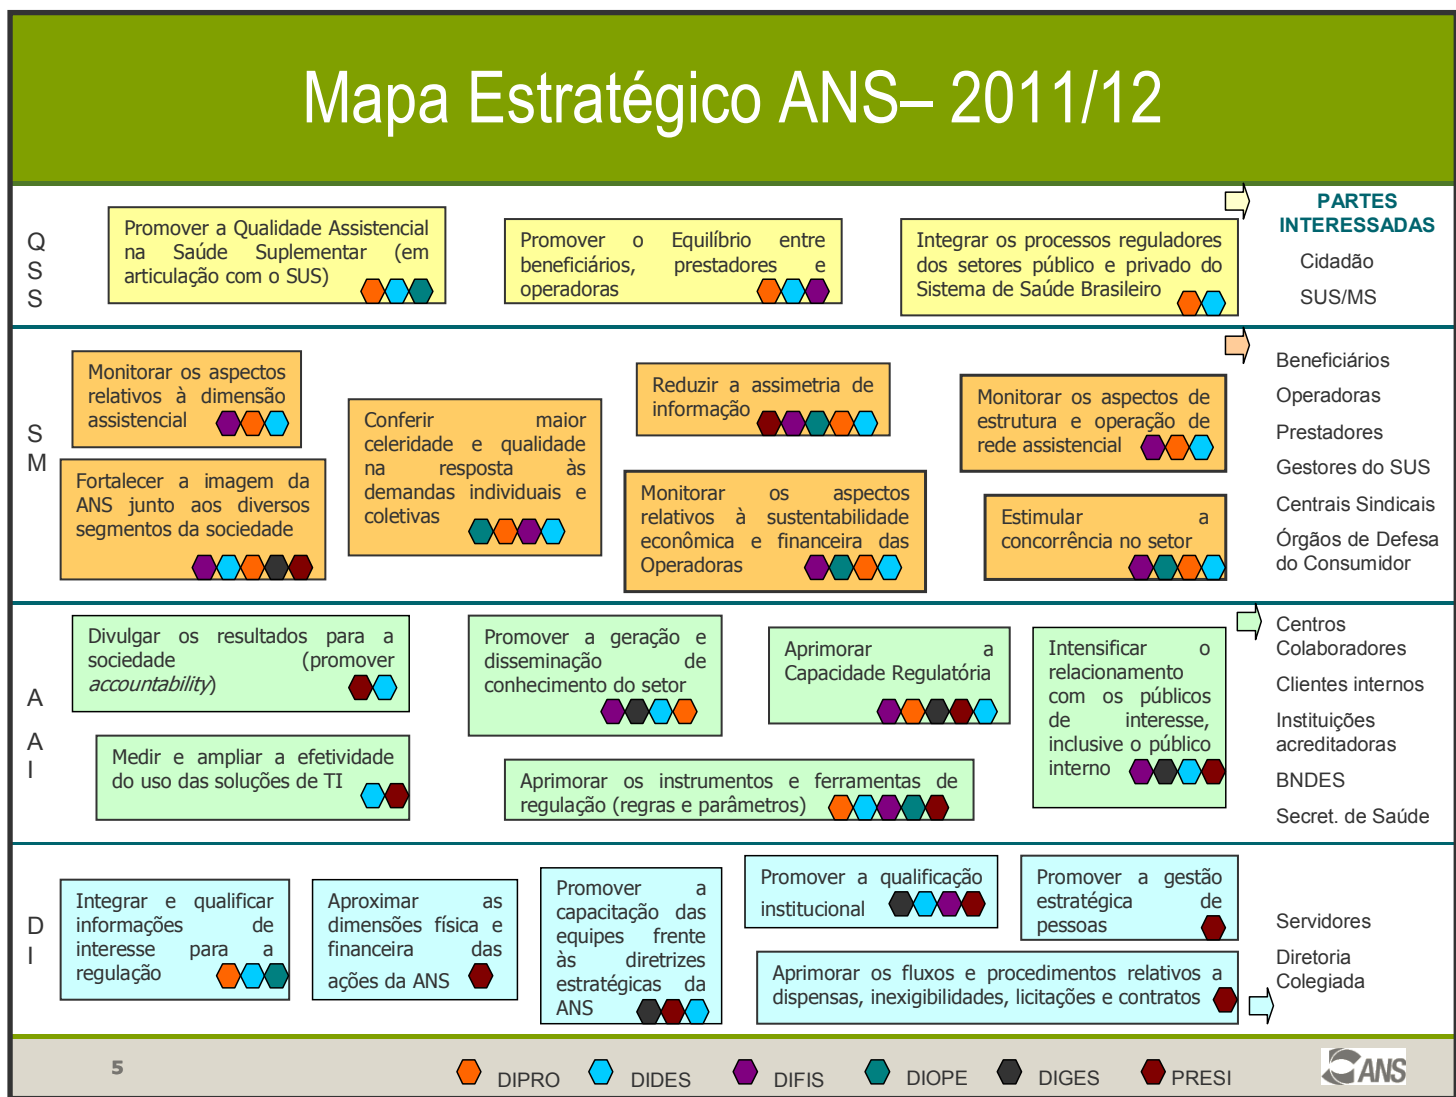 Mapa Estratégico ANS– 2011/12
Q
S
S
Promover a Qualidade Assistencial
na Saúde Suplementar (em
articulação com o SUS)
Promover o Equilíbrio entre
beneficiários, prestadores e
operadoras
Integrar os processos reguladores
dos setores público e privado do
Sistema de Saúde Brasileiro
PARTES
INTERESSADAS
Cidadão
SUS/MS
S
M
Monitorar os aspectos
relativos à dimensão
assistencial
Fortalecer a imagem da
ANS junto aos diversos
segmentos da sociedade
Conferir maior
celeridade e qualidade
na resposta às
demandas individuais e
coletivas
Reduzir a assimetria de
informação
Monitorar os aspectos
relativos à sustentabilidade
econômica e financeira das
Operadoras
Monitorar os aspectos de
estrutura e operação de
rede assistencial
Estimular a
concorrência no setor
Beneficiários
Operadoras
Prestadores
Gestores do SUS
Centrais Sindicais
Órgãos de Defesa
do Consumidor
A
A
I
Divulgar os resultados para a
sociedade (promover
accountability)
Medir e ampliar a efetividade
do uso das soluções de TI
Promover a geração e
disseminação de
conhecimento do setor
Aprimorar a
Capacidade Regulatória
Aprimorar os instrumentos e ferramentas de
regulação (regras e parâmetros)
Intensificar o
relacionamento
com os públicos
de interesse,
inclusive o público
interno
Centros
Colaboradores
Clientes internos
Instituições
acreditadoras
BNDES
Secret. de Saúde
D
I
Integrar e qualificar
informações de
interesse para a
regulação
Aproximar as
dimensões física e
financeira das
ações da ANS
Promover a
capacitação das
equipes frente
às diretrizes
estratégicas da
ANS
Promover a qualificação
institucional
Promover a gestão
estratégica de
pessoas
Aprimorar os fluxos e procedimentos relativos a
dispensas, inexigibilidades, licitações e contratos
Servidores
Diretoria
Colegiada
5
DIPRO
DIDES
DIFIS
DIOPE
DIGES
PRESI
ANS